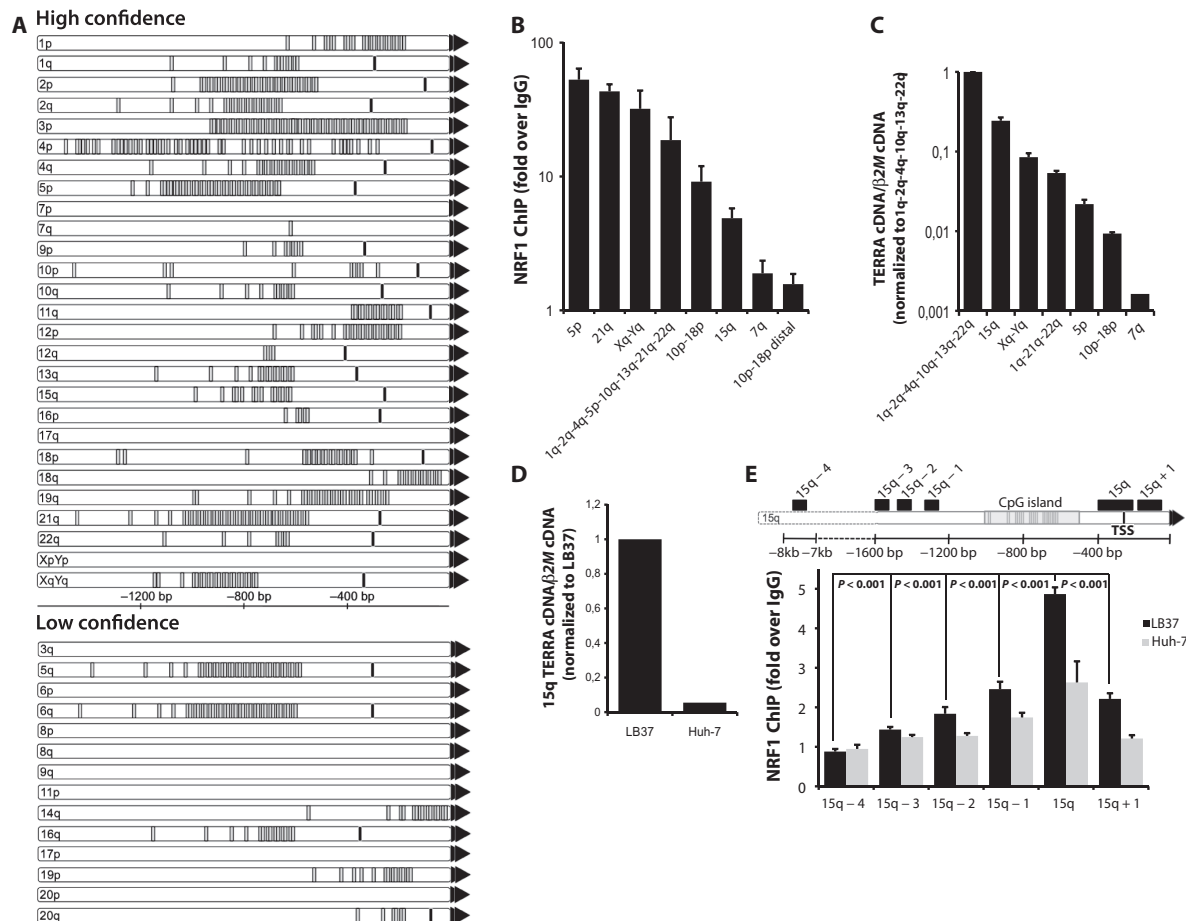 A High confidence
1p
1q
2p
2q
3p
4p
4q
5p
7p
7q
9p
10p
10q
11q
12p
12q
13q
15q
16p
17q
18p
18q
19q
21q
22q
XpYp
XqYq
−1200 bp −800 bp −400 bp
Low confidence
3q
5q
6p
6q
8p
8q
9q
11p
14q
16q
17p
19p
20p
20q
B
NRF1 ChIP (fold over IgG)
100
10
1
5p 21q Xq-Yq 1q-2q-4q-5p-10q-13q-21q-22q 10p-18p 15q 7q 10p-18p distal
C
TERRA cDNA/β2M cDNA
(normalized to1q-2q-4q-10q-13q-22q)
1
0,1
0,01
0,001
1q-2q-4q-10q-13q-22q 15q Xq-Yq 1q-21q-22q 5p 10p-18p 7q
D
15q TERRA cDNA/β2M cDNA
(normalized to LB37)
1,2
1
0,8
0,6
0,4
0,2
0
LB37 Huh-7
E
15q − 4 15q − 3 15q − 2 15q − 1 15q 15q + 1
CpG island
15q
TSS
−8kb −7kb −1600 bp −1200 bp −800 bp −400 bp
NRF1 ChIP (fold over IgG)
P < 0.001 P < 0.001 P < 0.001 P < 0.001 P < 0.001
5
4
3
2
1
0
LB37
Huh-7
15q − 4 15q − 3 15q − 2 15q − 1 15q 15q + 1